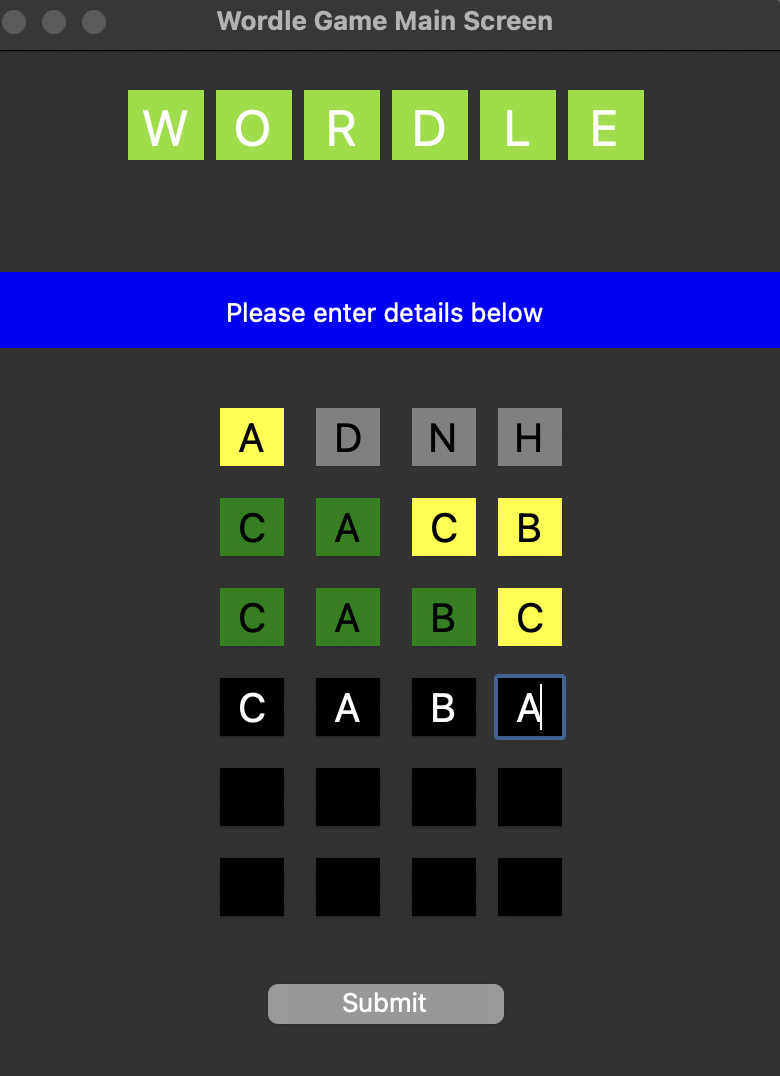 Wordle Game Main Screen
W O R D L E
Please enter details below
A D N H
C A C B
C A B C
C A B A
Submit